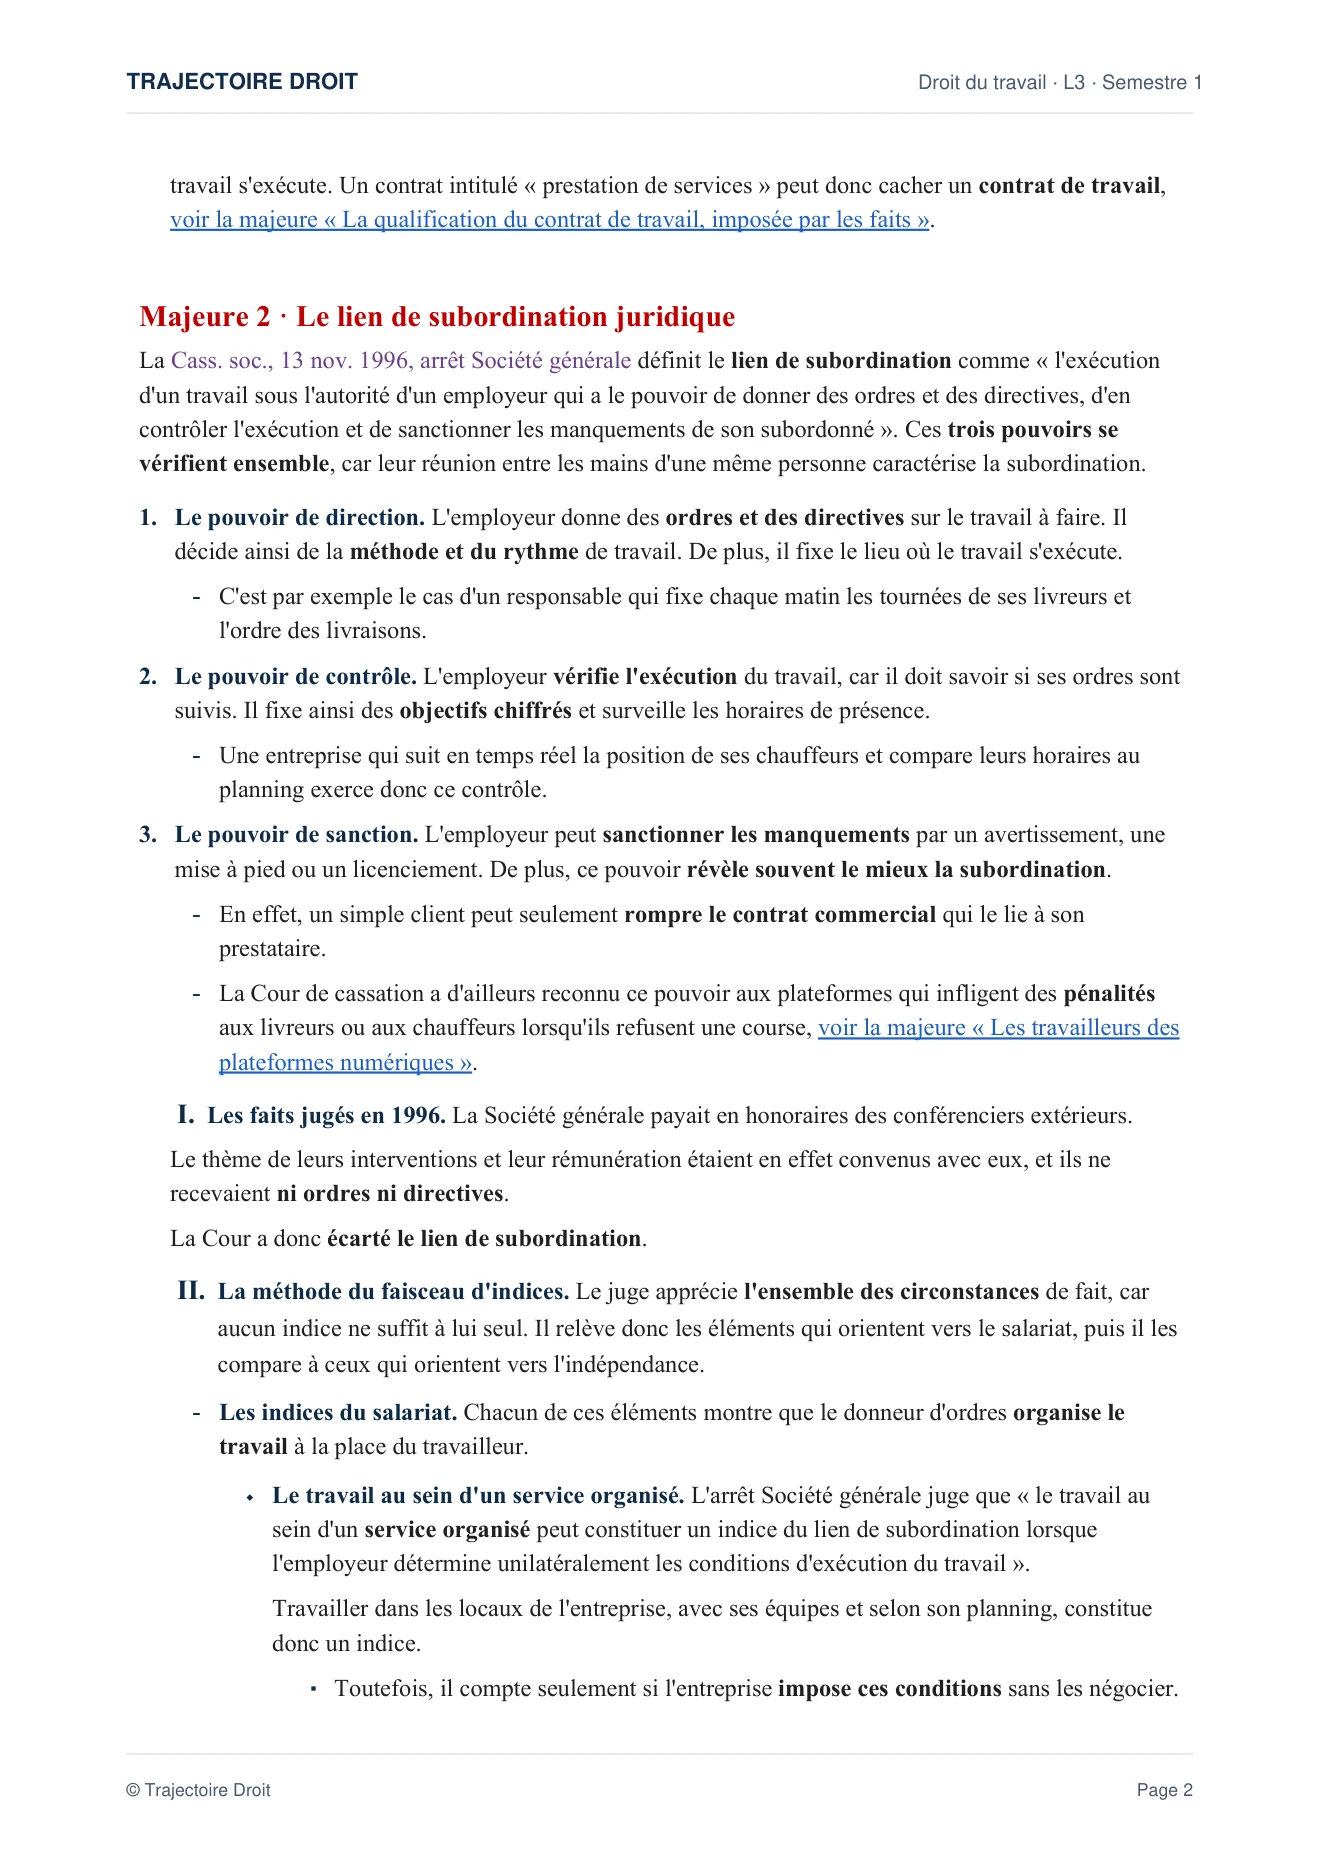 TRAJECTOIRE DROIT
Droit du travail · L3 · Semestre 1
travail s'exécute. Un contrat intitulé « prestation de services » peut donc cacher un contrat de travail,
voir la majeure « La qualification du contrat de travail, imposée par les faits ».
Majeure 2 · Le lien de subordination juridique
La Cass. soc., 13 nov. 1996, arrêt Société générale définit le lien de subordination comme « l'exécution
d'un travail sous l'autorité d'un employeur qui a le pouvoir de donner des ordres et des directives, d'en
contrôler l'exécution et de sanctionner les manquements de son subordonné ». Ces trois pouvoirs se
vérifient ensemble, car leur réunion entre les mains d'une même personne caractérise la subordination.
1. Le pouvoir de direction. L'employeur donne des ordres et des directives sur le travail à faire. Il
décide ainsi de la méthode et du rythme de travail. De plus, il fixe le lieu où le travail s'exécute.
- C'est par exemple le cas d'un responsable qui fixe chaque matin les tournées de ses livreurs et
l'ordre des livraisons.
2. Le pouvoir de contrôle. L'employeur vérifie l'exécution du travail, car il doit savoir si ses ordres sont
suivis. Il fixe ainsi des objectifs chiffrés et surveille les horaires de présence.
- Une entreprise qui suit en temps réel la position de ses chauffeurs et compare leurs horaires au
planning exerce donc ce contrôle.
3. Le pouvoir de sanction. L'employeur peut sanctionner les manquements par un avertissement, une
mise à pied ou un licenciement. De plus, ce pouvoir révèle souvent le mieux la subordination.
- En effet, un simple client peut seulement rompre le contrat commercial qui le lie à son
prestataire.
- La Cour de cassation a d'ailleurs reconnu ce pouvoir aux plateformes qui infligent des pénalités
aux livreurs ou aux chauffeurs lorsqu'ils refusent une course, voir la majeure « Les travailleurs des
plateformes numériques ».
I. Les faits jugés en 1996. La Société générale payait en honoraires des conférenciers extérieurs.
Le thème de leurs interventions et leur rémunération étaient en effet convenus avec eux, et ils ne
recevaient ni ordres ni directives.
La Cour a donc écarté le lien de subordination.
II. La méthode du faisceau d'indices. Le juge apprécie l'ensemble des circonstances de fait, car
aucun indice ne suffit à lui seul. Il relève donc les éléments qui orientent vers le salariat, puis il les
compare à ceux qui orientent vers l'indépendance.
- Les indices du salariat. Chacun de ces éléments montre que le donneur d'ordres organise le
travail à la place du travailleur.
⬩ Le travail au sein d'un service organisé. L'arrêt Société générale juge que « le travail au
sein d'un service organisé peut constituer un indice du lien de subordination lorsque
l'employeur détermine unilatéralement les conditions d'exécution du travail ».
Travailler dans les locaux de l'entreprise, avec ses équipes et selon son planning, constitue
donc un indice.
▪ Toutefois, il compte seulement si l'entreprise impose ces conditions sans les négocier.
© Trajectoire Droit
Page 2